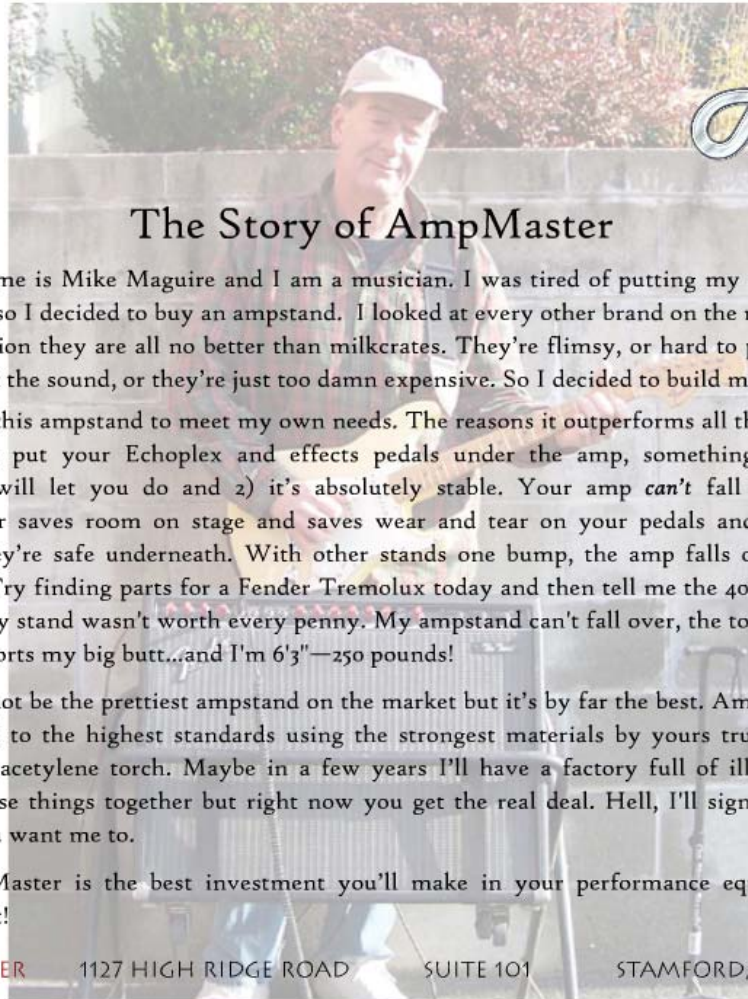 The Story of AmpMaster
me is Mike Maguire and I am a musician. I was tired of putting my
so I decided to buy an ampstand. I looked at every other brand on the
ion they are all no better than milkcrates. They're flimsy, or hard to
the sound, or they're just too damn expensive. So I decided to build
this ampstand to meet my own needs. The reasons it outperforms all
put your Echoplex and effects pedals under the amp, something
will let you do and 2) it's absolutely stable. Your amp can't fall
r saves room on stage and saves wear and tear on your pedals and
ey're safe underneath. With other stands one bump, the amp falls
Try finding parts for a Fender Tremolux today and then tell me the 40
y stand wasn't worth every penny. My ampstand can't fall over, the
orts my big butt...and I'm 6'3"—250 pounds!
ot be the prettiest ampstand on the market but it's by far the best.
to the highest standards using the strongest materials by yours
acetylene torch. Maybe in a few years I'll have a factory full of
se things together but right now you get the real deal. Hell, I'll sign
want me to.
Master is the best investment you'll make in your performance
!
ER 1127 HIGH RIDGE ROAD SUITE 101 STAMFORD,